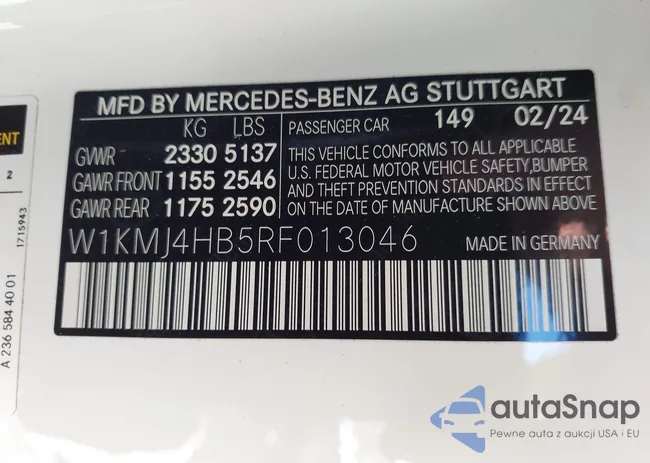 MFD BY MERCEDES-BENZ AG STUTTGART
KG LBS
GVWR 2330 5137
GAWR FRONT 1155 2546
GAWR REAR 1175 2590
PASSENGER CAR 149 02/24
THIS VEHICLE CONFORMS TO ALL APPLICABLE
U.S. FEDERAL MOTOR VEHICLE SAFETY, BUMPER
AND THEFT PREVENTION STANDARDS IN EFFECT
ON THE DATE OF MANUFACTURE SHOWN ABOVE
W1KMJ4HB5RF013046 MADE IN GERMANY
ENT
2
1715943
A 236 584 40 01
autoSnap
Pewne auta z aukcji USA i EU